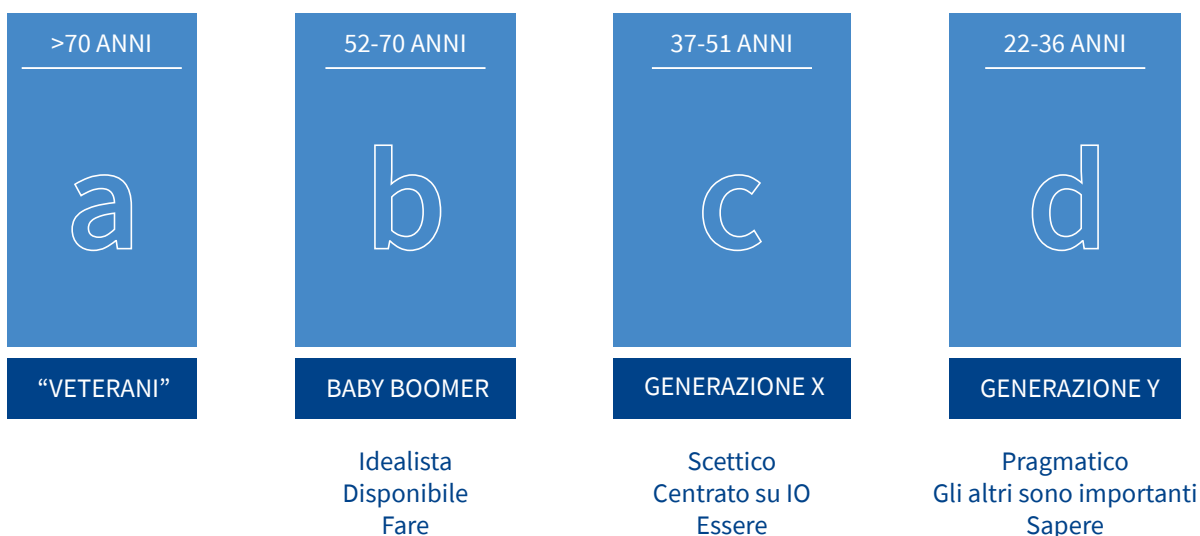 >70 ANNI
a
“VETERANI”
52-70 ANNI
b
BABY BOOMER
Idealista
Disponibile
Fare
37-51 ANNI
c
GENERAZIONE X
Scettico
Centrato su IO
Essere
22-36 ANNI
d
GENERAZIONE Y
Pragmatico
Gli altri sono importanti
Sapere